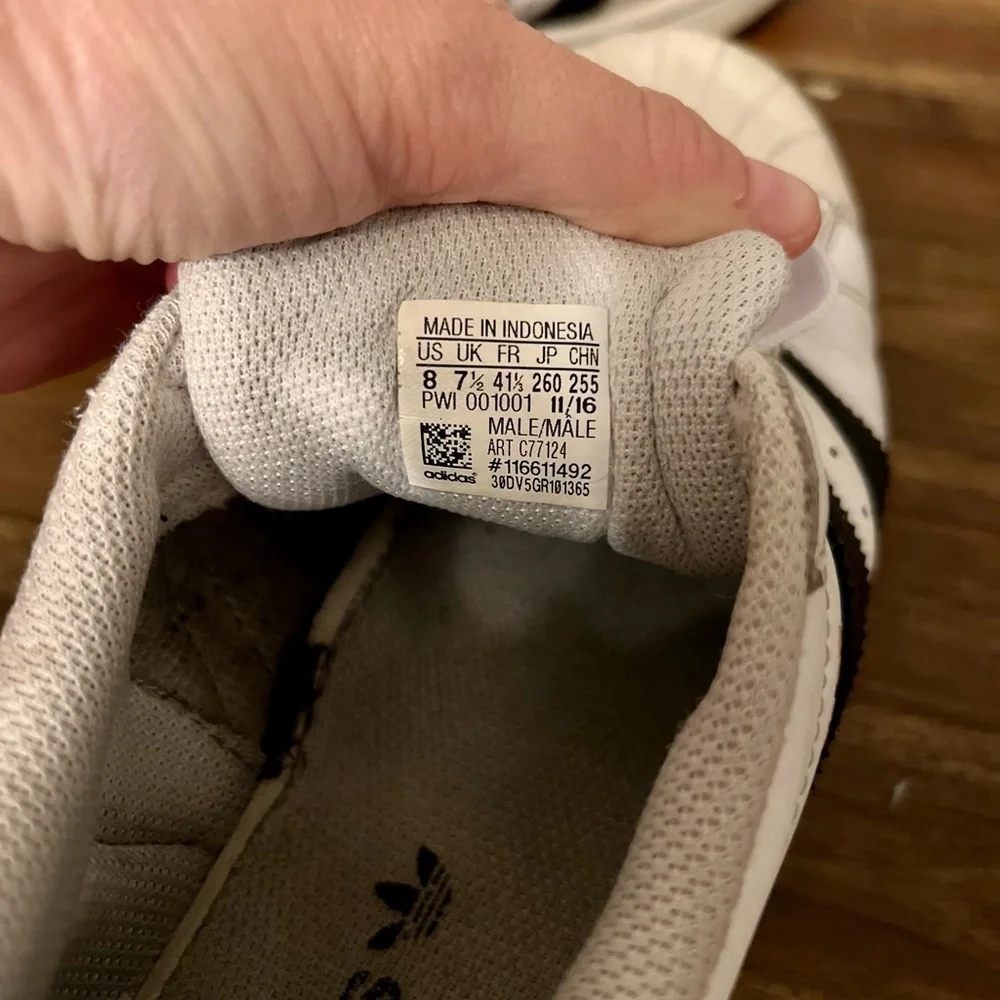 MADE IN INDONESIA
US UK FR JP CHN
8 7½ 41⅓ 260 255
PWI 001001 11/16
MALE/MÂLE
ART C77124
#116611492
adidas
30DV5GR101365